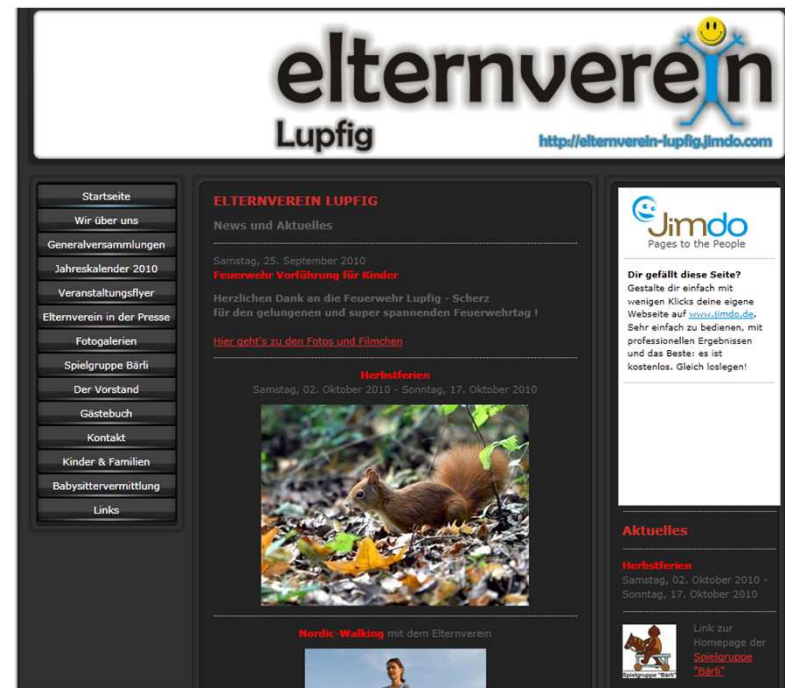 elternverein
Lupfig
http://elternverein-lupfig.jimdo.com
Startseite
Wir über uns
Generalversammlungen
Jahreskalender 2010
Veranstaltungsflyer
Elternverein in der Presse
Fotogalerien
Spielgruppe Bärli
Der Vorstand
Gästebuch
Kontakt
Kinder & Familien
Babysittervermittlung
Links
ELTERNVEREIN LUPFIG
News und Aktuelles
Samstag, 25. September 2010
Feuerwehr Vorführung für Kinder
Herzlichen Dank an die Feuerwehr Lupfig - Scherz
für den gelungenen und super spannenden Feuerwehrtag !
Hier geht's zu den Fotos und Filmchen
Herbstferien
Samstag, 02. Oktober 2010 - Sonntag, 17. Oktober 2010
Nordic-Walking mit dem Elternverein
Jimdo
Pages to the People
Dir gefällt diese Seite?
Gestalte dir einfach mit
wenigen Klicks deine eigene
Webseite auf www.jimdo.de.
Sehr einfach zu bedienen, mit
professionellen Ergebnissen
und das Beste: es ist
kostenlos. Gleich loslegen!
Aktuelles
Herbstferien
Samstag, 02. Oktober 2010 -
Sonntag, 17. Oktober 2010
Spielgruppe "Bärli"
Link zur
Homepage der
Spielgruppe
"Bärli"